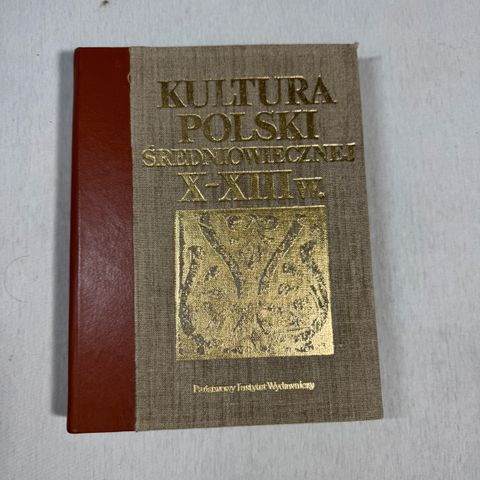 KULTURA
POLSKI
ŚREDNIOWIECZNEJ
X-XIII w.
Państwowy Instytut Wydawniczy